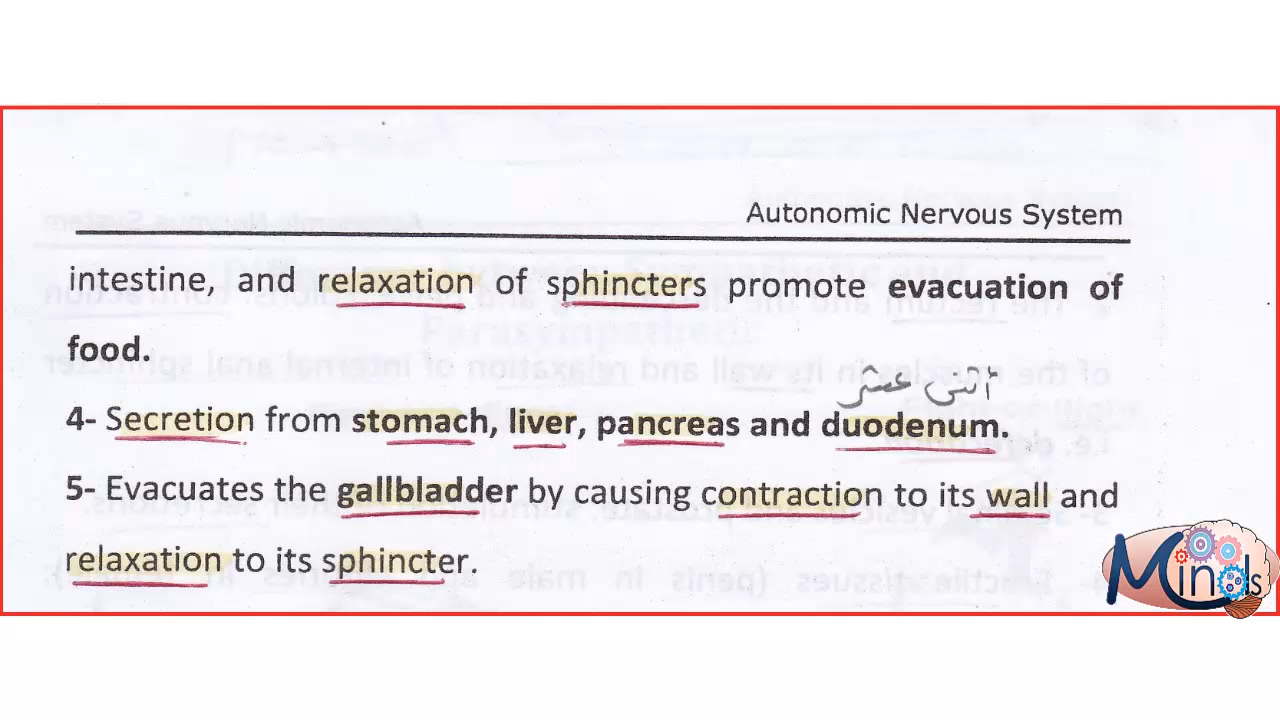 Autonomic Nervous System
intestine, and relaxation of sphincters promote evacuation of
food.
أثنى عشر
4- Secretion from stomach, liver, pancreas and duodenum.
5- Evacuates the gallbladder by causing contraction to its wall and
relaxation to its sphincter.
Minds